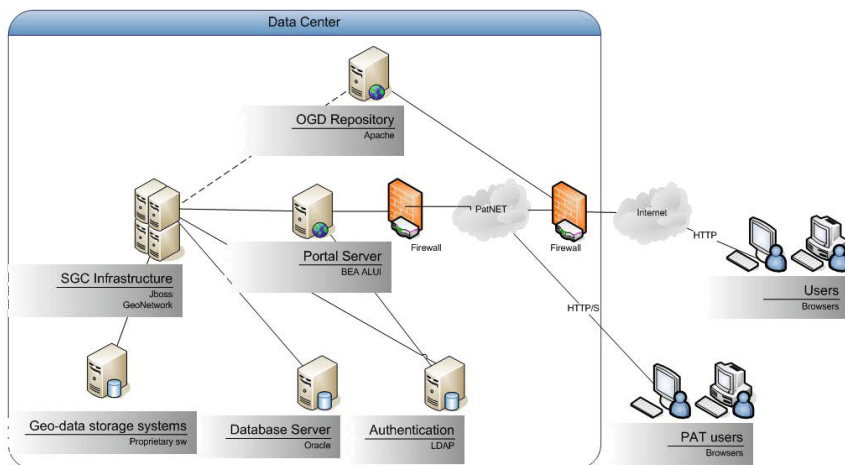 Data Center
OGD Repository
Apache
PatNET
Internet
Firewall
Firewall
HTTP
Portal Server
BEA ALUI
SGC Infrastructure
Jboss
GeoNetwork
Users
Browsers
HTTP/S
Geo-data storage systems
Proprietary sw
Database Server
Oracle
Authentication
LDAP
PAT users
Browsers